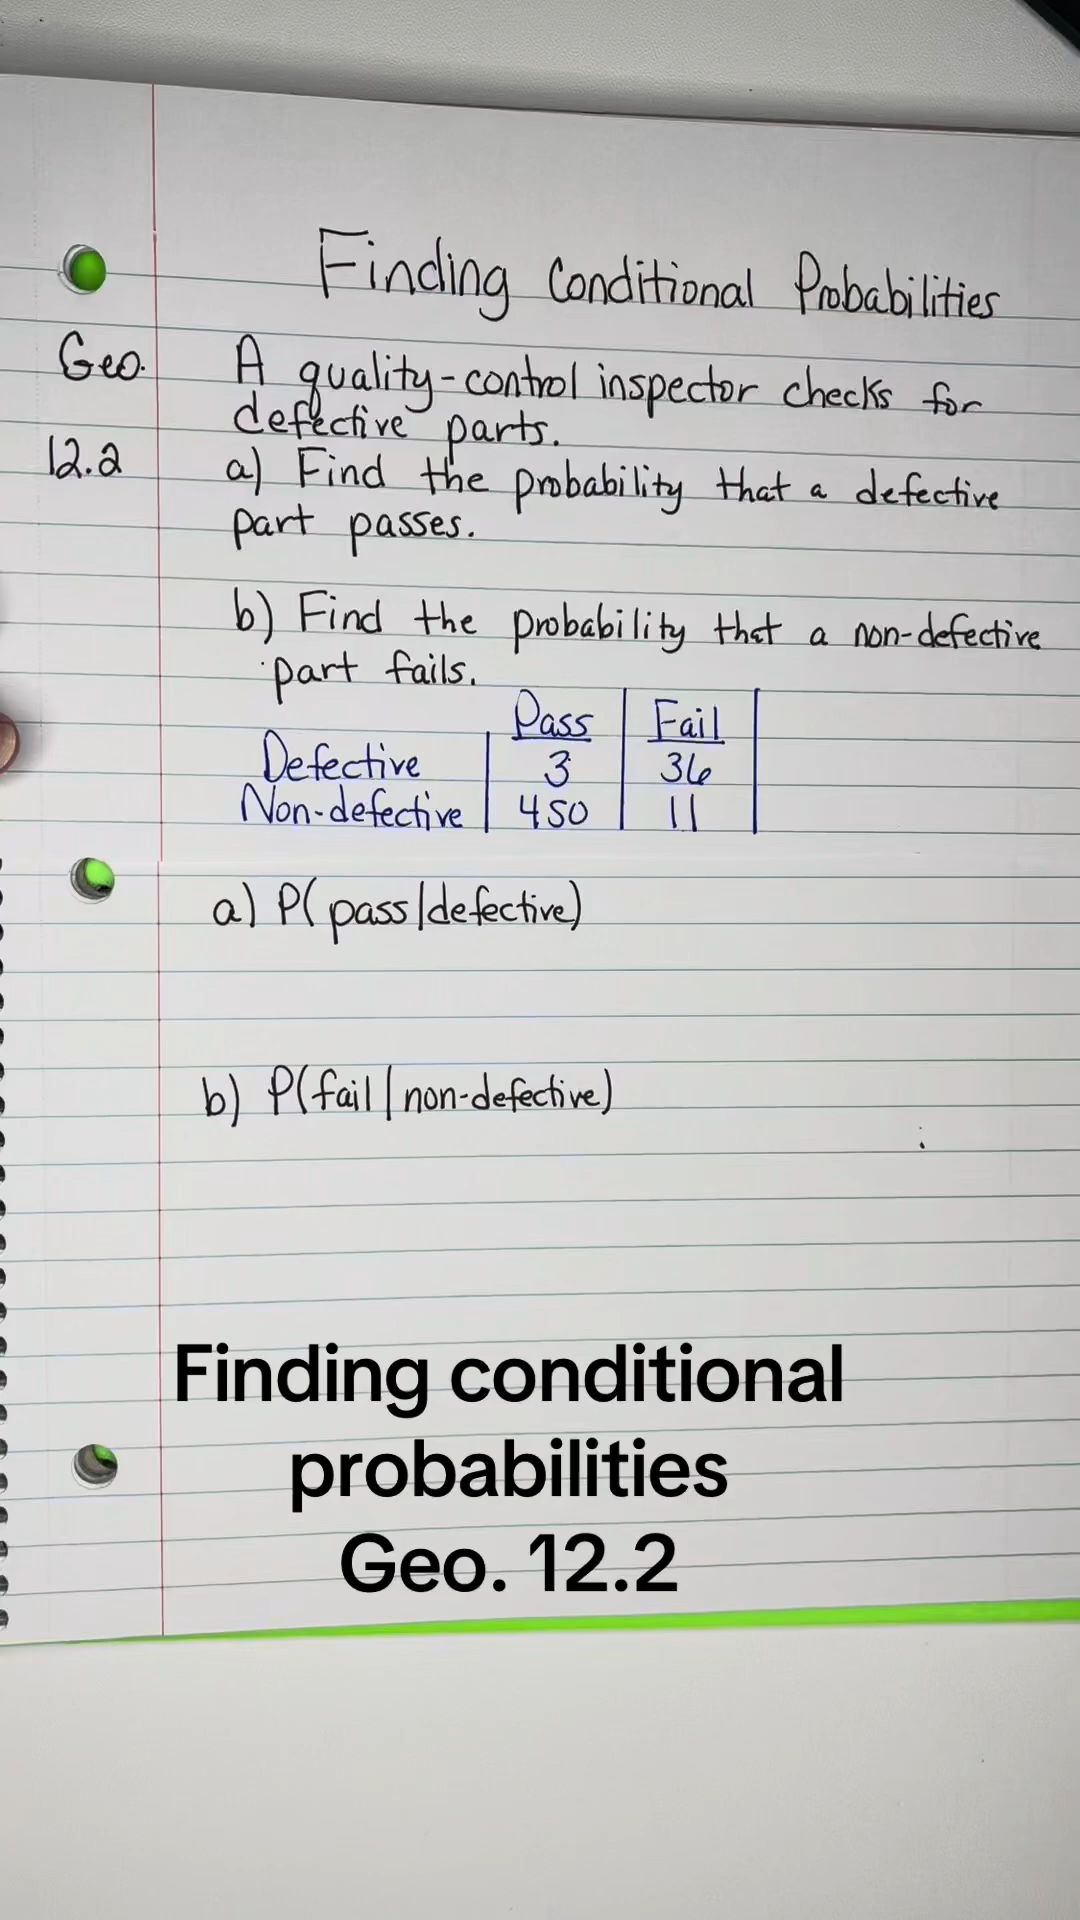 Finding Conditional Probabilities
Geo. A quality-control inspector checks for
defective parts.
12.2 a) Find the probability that a defective
part passes.
b) Find the probability that a non-defective
part fails.
Pass Fail
Defective 3 36
Non-defective 450 11
a) P(pass|defective)
b) P(fail|non-defective)
Finding conditional
probabilities
Geo. 12.2